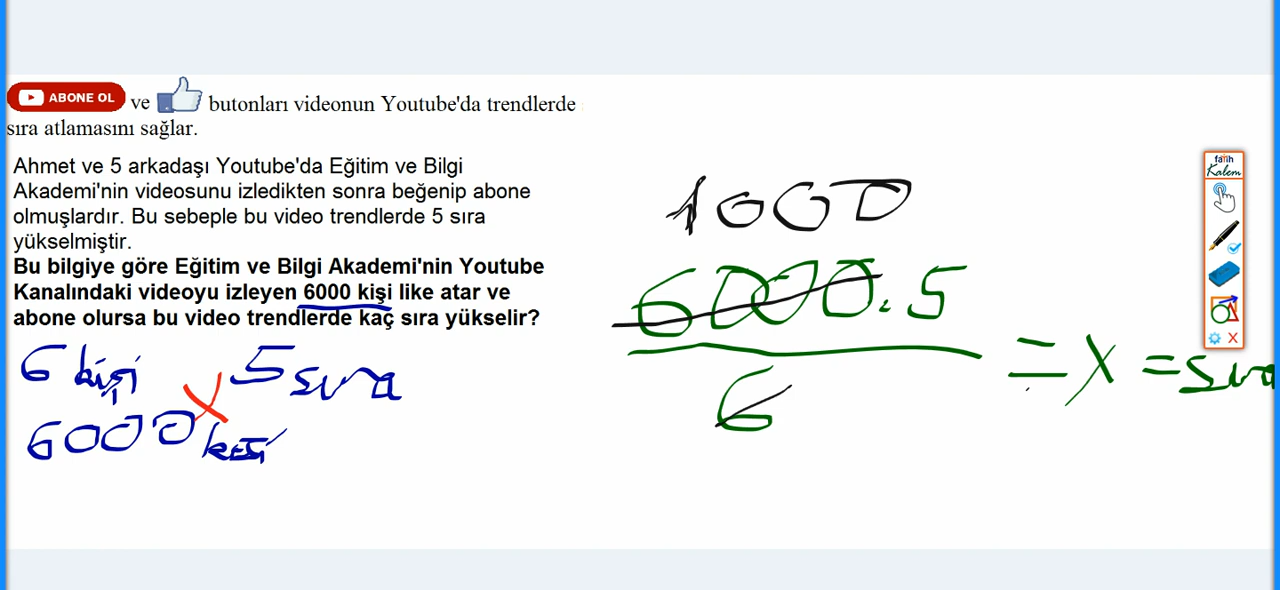 ABONE OL ve butonları videonun Youtube'da trendlerde
sıra atlamasını sağlar.
Ahmet ve 5 arkadaşı Youtube'da Eğitim ve Bilgi
Akademi'nin videosunu izledikten sonra beğenip abone
olmuşlardır. Bu sebeple bu video trendlerde 5 sıra
yükselmiştir.
Bu bilgiye göre Eğitim ve Bilgi Akademi'nin Youtube
Kanalındaki videoyu izleyen 6000 kişi like atar ve
abone olursa bu video trendlerde kaç sıra yükselir?
6 kişi 5 sıra
6000 kişi
1000
6000.5
6
= x = sıra
fatih
Kalem